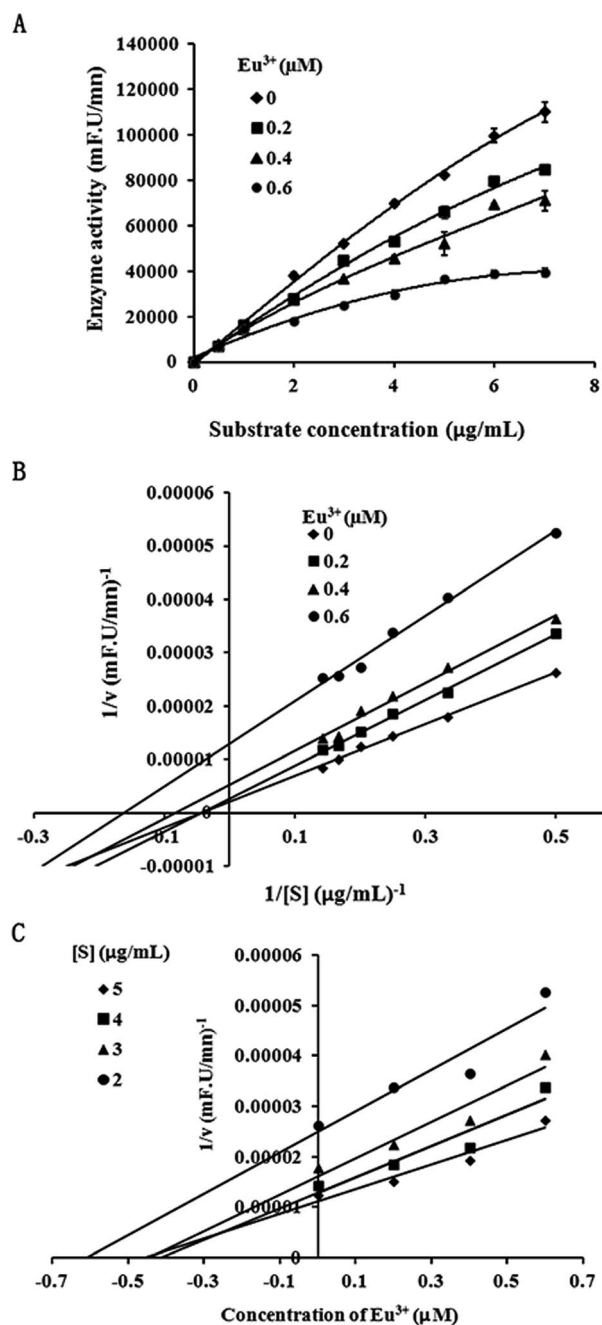 A
Enzyme activity (mF.U/mn)
140000
120000
100000
80000
60000
40000
20000
0
Eu³⁺ (µM)
0
0.2
0.4
0.6
0 2 4 6 8
Substrate concentration (µg/mL)
B
1/v (mF.U/mn)⁻¹
0.00006
0.00005
0.00004
0.00003
0.00002
0.00001
0
-0.00001
Eu³⁺ (µM)
0
0.2
0.4
0.6
-0.3 -0.1 0.1 0.3 0.5
1/[S] (µg/mL)⁻¹
C
[S] (µg/mL)
5
4
3
2
1/v (mF.U/mn)⁻¹
0.00006
0.00005
0.00004
0.00003
0.00002
0.00001
0
-0.7 -0.5 -0.3 -0.1 0.1 0.3 0.5 0.7
Concentration of Eu³⁺ (µM)